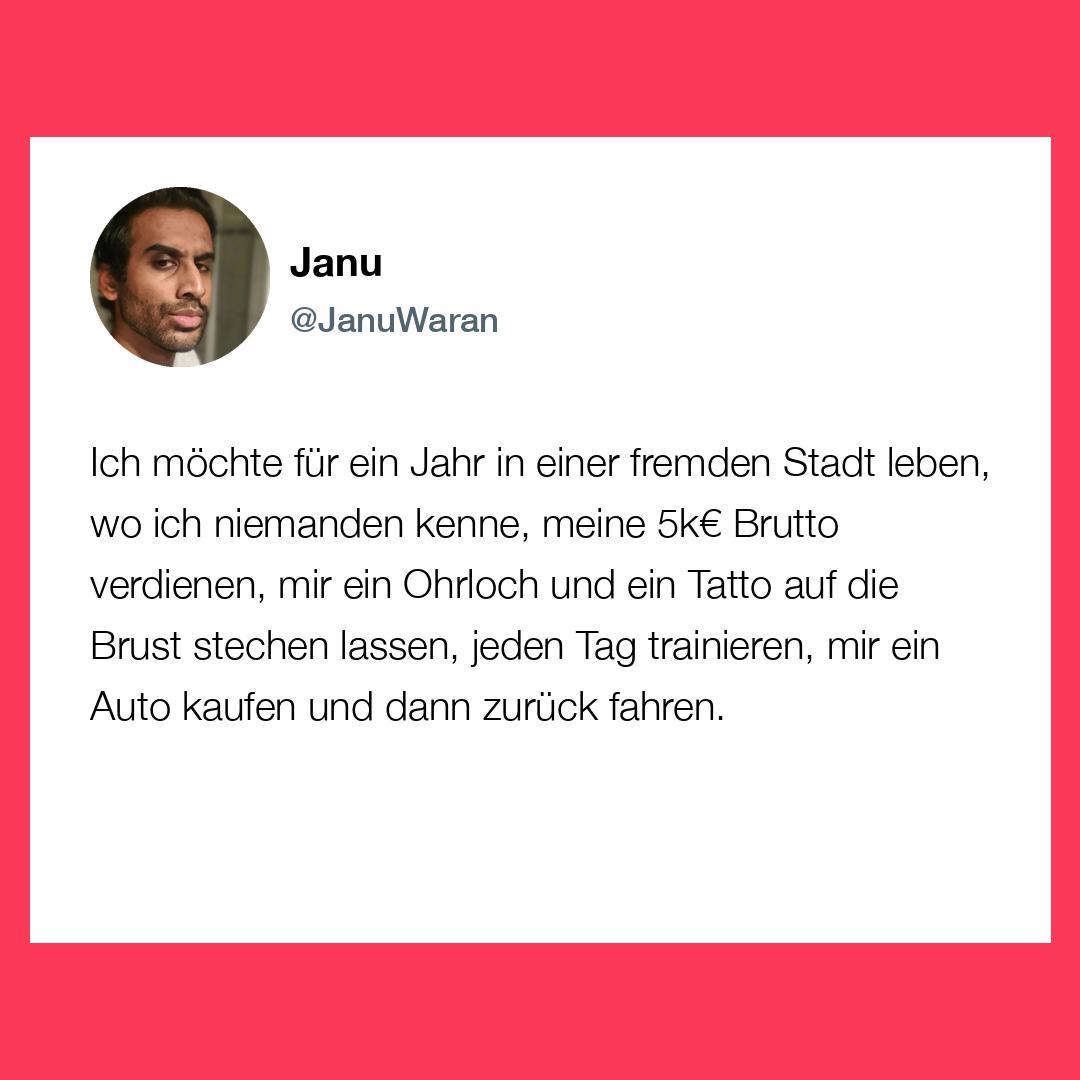 Janu
@JanuWaran
Ich möchte für ein Jahr in einer fremden Stadt leben,
wo ich niemanden kenne, meine 5k€ Brutto
verdienen, mir ein Ohrloch und ein Tatto auf die
Brust stechen lassen, jeden Tag trainieren, mir ein
Auto kaufen und dann zurück fahren.